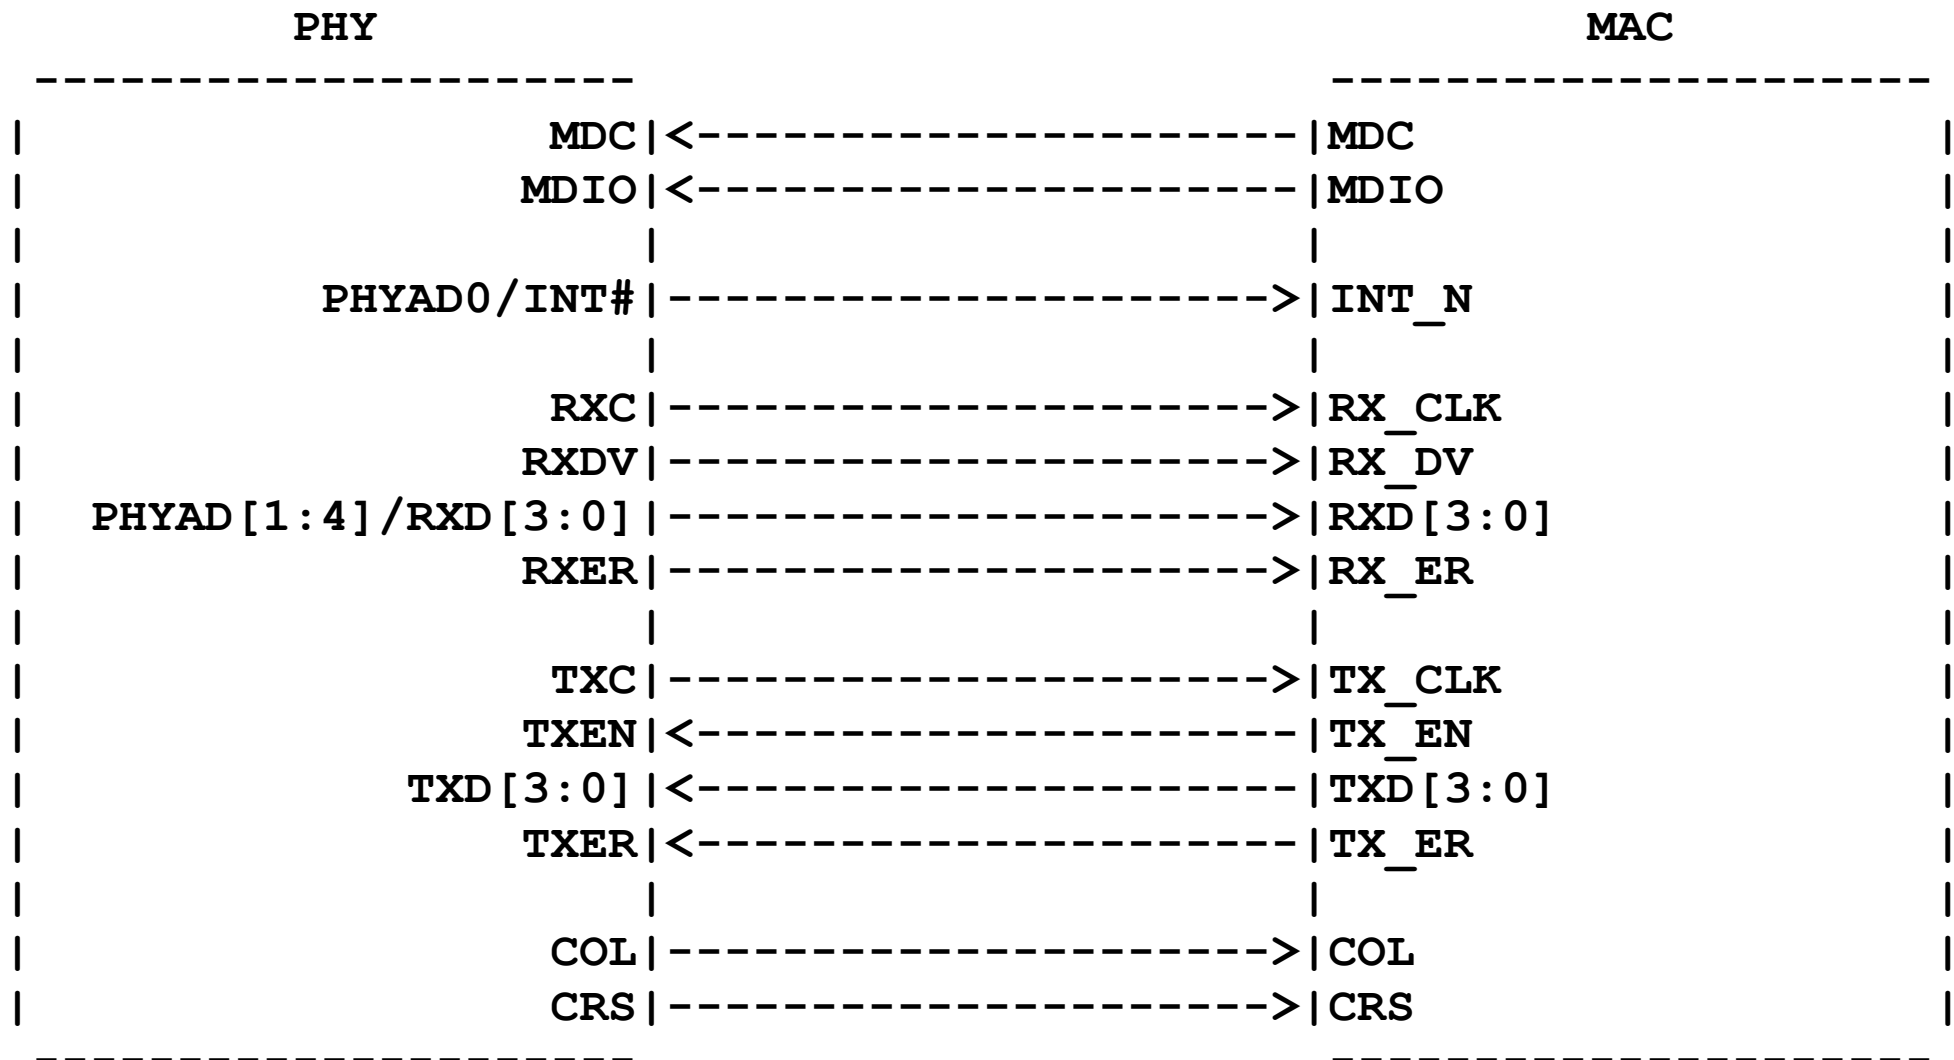 PHY                                          MAC
 ---------------------                        ---------------------
|                  MDC|<---------------------|MDC                  |
|                 MDIO|<---------------------|MDIO                 |
|                     |                      |                     |
|          PHYAD0/INT#|--------------------->|INT_N                |
|                     |                      |                     |
|                  RXC|--------------------->|RX_CLK               |
|                 RXDV|--------------------->|RX_DV                |
|  PHYAD[1:4]/RXD[3:0]|--------------------->|RXD[3:0]             |
|                 RXER|--------------------->|RX_ER                |
|                     |                      |                     |
|                  TXC|--------------------->|TX_CLK               |
|                 TXEN|<---------------------|TX_EN                |
|             TXD[3:0]|<---------------------|TXD[3:0]             |
|                 TXER|<---------------------|TX_ER                |
|                     |                      |                     |
|                  COL|--------------------->|COL                  |
|                  CRS|--------------------->|CRS                  |
 ---------------------                        ---------------------